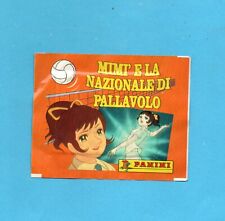 MIMI' E LA
NAZIONALE DI
PALLAVOLO
PANINI